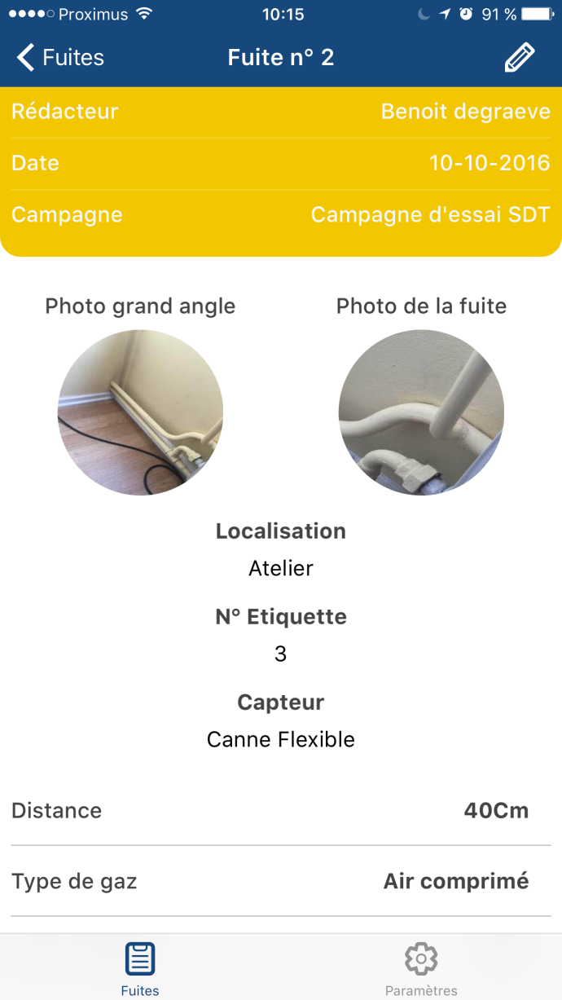 Proximus 10:15 91 %
Fuites Fuite n° 2
Rédacteur Benoit degraeve
Date 10-10-2016
Campagne Campagne d'essai SDT
Photo grand angle Photo de la fuite
Localisation
Atelier
N° Etiquette
3
Capteur
Canne Flexible
Distance 40Cm
Type de gaz Air comprimé
Fuites Paramètres